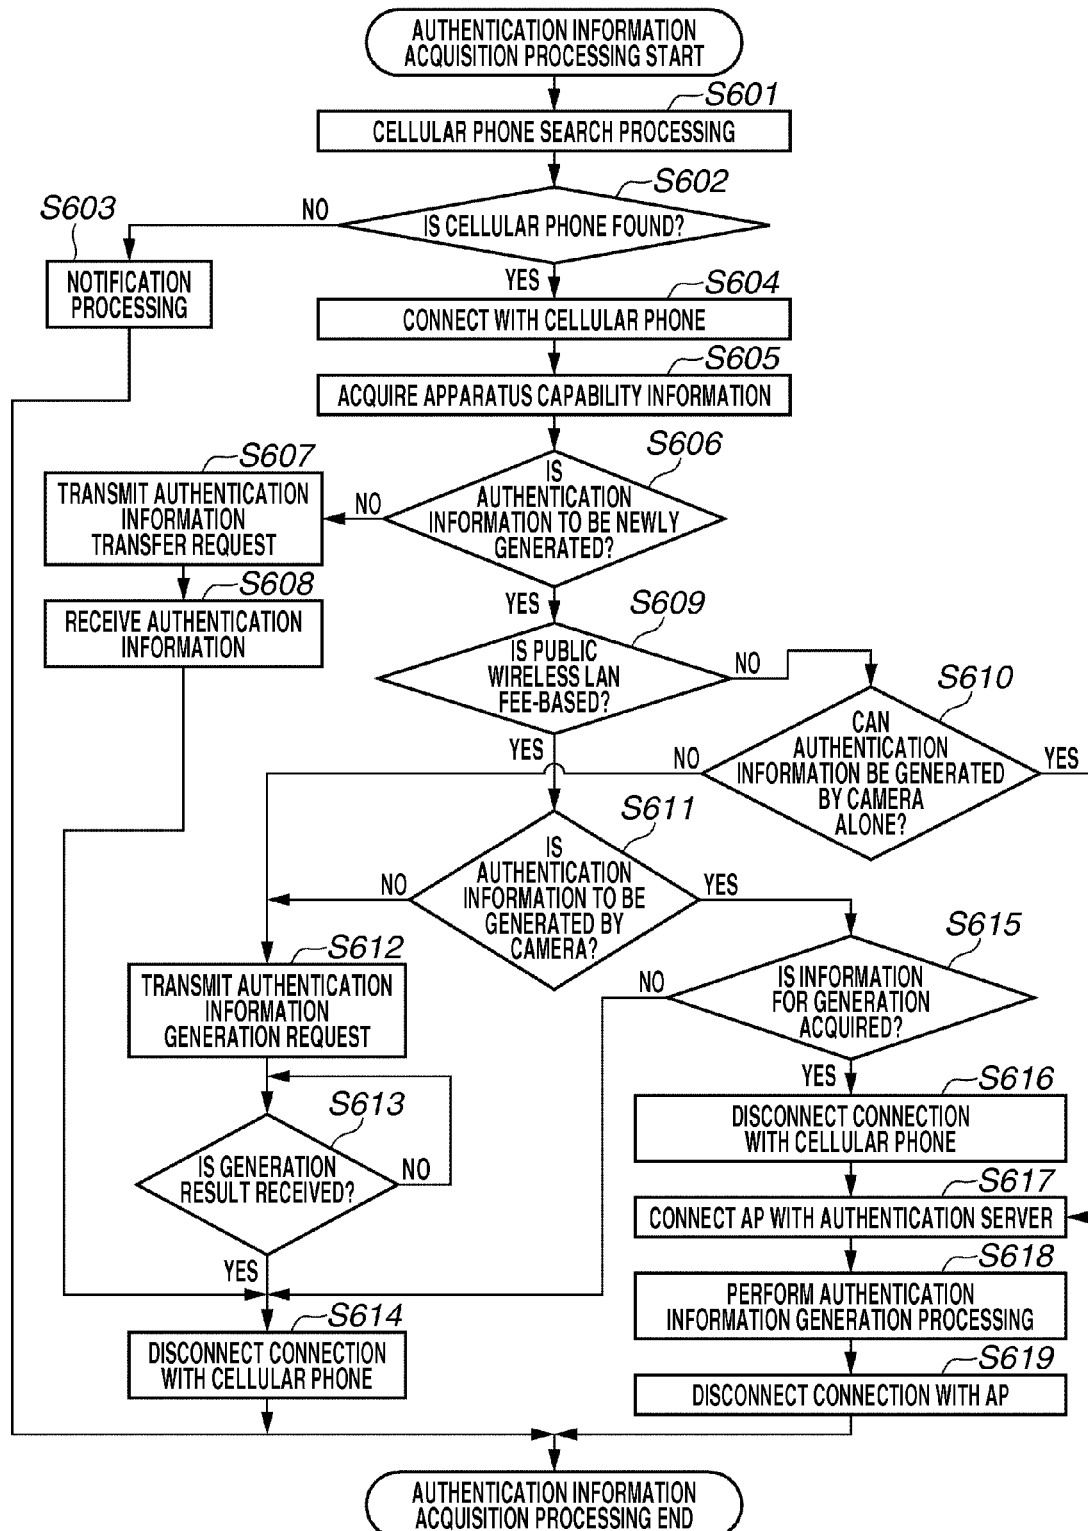 AUTHENTICATION INFORMATION
ACQUISITION PROCESSING START
S601
CELLULAR PHONE SEARCH PROCESSING
S602
IS CELLULAR PHONE FOUND?
NO
S603
NOTIFICATION
PROCESSING
YES
S604
CONNECT WITH CELLULAR PHONE
S605
ACQUIRE APPARATUS CAPABILITY INFORMATION
S606
IS
AUTHENTICATION
INFORMATION TO BE NEWLY
GENERATED?
NO
S607
TRANSMIT AUTHENTICATION
INFORMATION
TRANSFER REQUEST
S608
RECEIVE AUTHENTICATION
INFORMATION
YES
S609
IS PUBLIC
WIRELESS LAN
FEE-BASED?
NO
S610
CAN
AUTHENTICATION
INFORMATION BE GENERATED
BY CAMERA
ALONE?
NO
YES
YES
S611
IS
AUTHENTICATION
INFORMATION TO BE
GENERATED BY
CAMERA?
NO
YES
S612
TRANSMIT AUTHENTICATION
INFORMATION
GENERATION REQUEST
S613
IS GENERATION
RESULT RECEIVED?
NO
YES
S614
DISCONNECT CONNECTION
WITH CELLULAR PHONE
S615
IS INFORMATION
FOR GENERATION
ACQUIRED?
NO
YES
S616
DISCONNECT CONNECTION
WITH CELLULAR PHONE
S617
CONNECT AP WITH AUTHENTICATION SERVER
S618
PERFORM AUTHENTICATION
INFORMATION GENERATION PROCESSING
S619
DISCONNECT CONNECTION WITH AP
AUTHENTICATION INFORMATION
ACQUISITION PROCESSING END